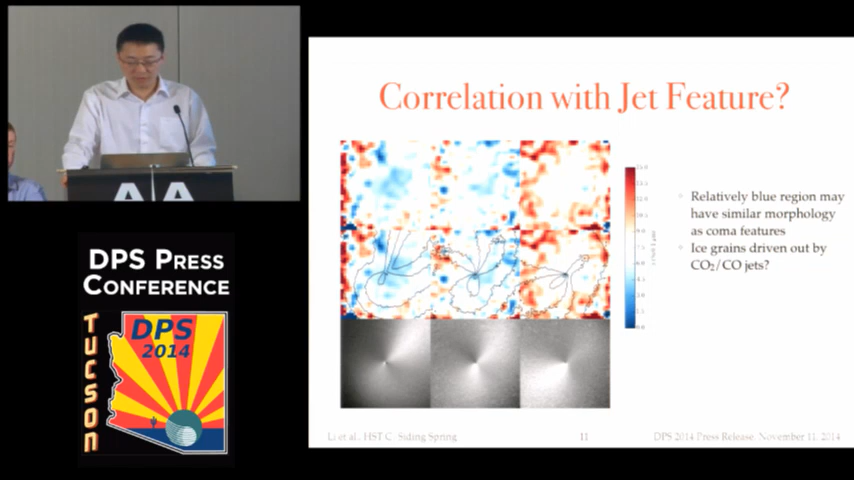 Correlation with Jet Feature?
Relatively blue region may
have similar morphology
as coma features
Ice grains driven out by
CO₂/CO jets?
Li et al., HST C/Siding Spring
11
DPS 2014 Press Release, November 11, 2014
DPS PRESS
CONFERENCE
TUCSON
DPS
2014